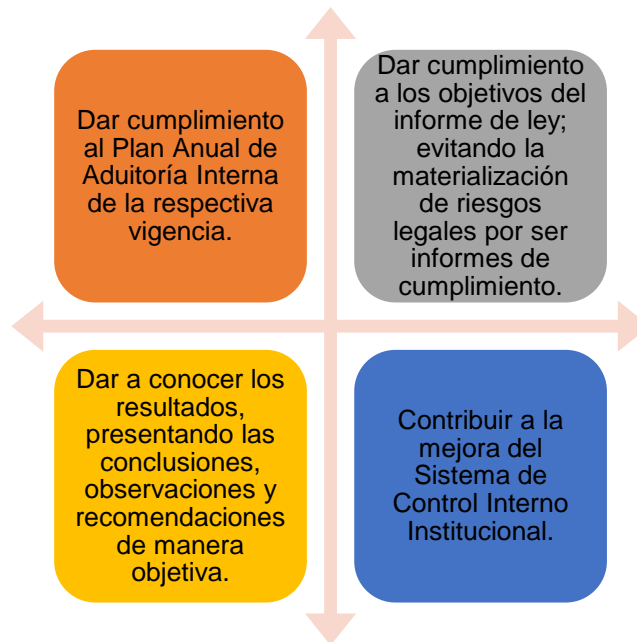 Dar cumplimiento
al Plan Anual de
Aduitoría Interna
de la respectiva
vigencia.
Dar cumplimiento
a los objetivos del
informe de ley;
evitando la
materialización
de riesgos
legales por ser
informes de
cumplimiento.
Dar a conocer los
resultados,
presentando las
conclusiones,
observaciones y
recomendaciones
de manera
objetiva.
Contribuir a la
mejora del
Sistema de
Control Interno
Institucional.